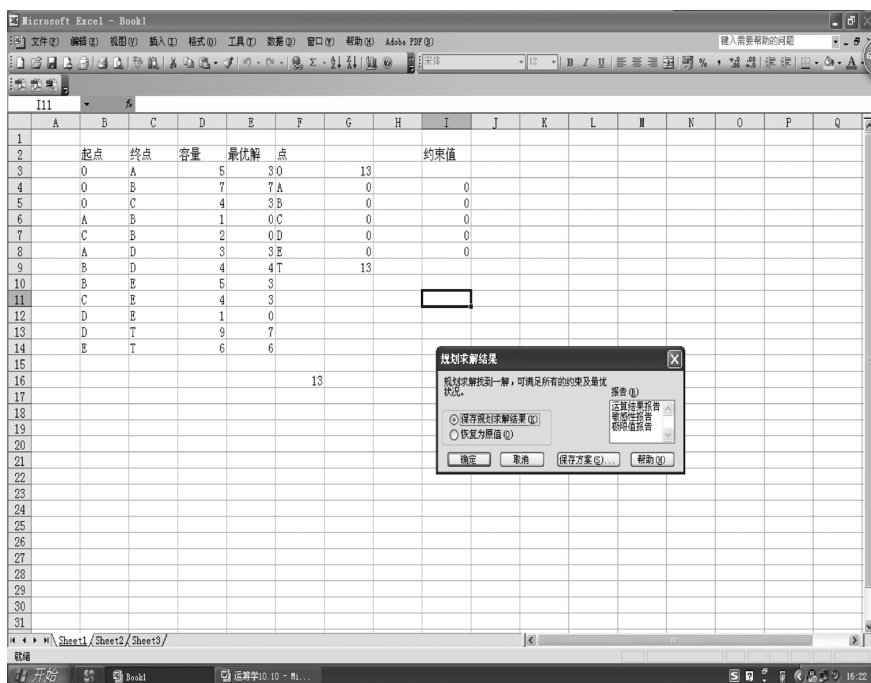 Microsoft Excel - Book1
文件(F) 编辑(E) 视图(V) 插入(I) 格式(O) 工具(T) 数据(D) 窗口(W) 帮助(H) Adobe PDF(B) 键入需要帮助的问题
宋体 12 B I U
I11 fx
A B C D E F G H I J K L M N O P Q
1
2 起点 终点 容量 最优解 点 约束值
3 O A 5 3 O 13
4 O B 7 7 A 0 0
5 O C 4 3 B 0 0
6 A B 1 0 C 0 0
7 C B 2 0 D 0 0
8 A D 3 3 E 0 0
9 B D 4 4 T 13
10 B E 5 3
11 C E 4 3
12 D E 1 0
13 D T 9 7
14 E T 6 6
15
16 13
17
18
19
20
21
22
23
24
25
26
27
28
29
30
31
规划求解结果
规划求解找到一解，可满足所有的约束及最优
状况。
报告(R)
运算结果报告
敏感性报告
极限值报告
保存规划求解结果(K)
恢复为原值(O)
确定 取消 保存方案(S)... 帮助(H)
Sheet1 Sheet2 Sheet3
就绪
开始 Book1 运筹学10.10 - Mi... 16:22